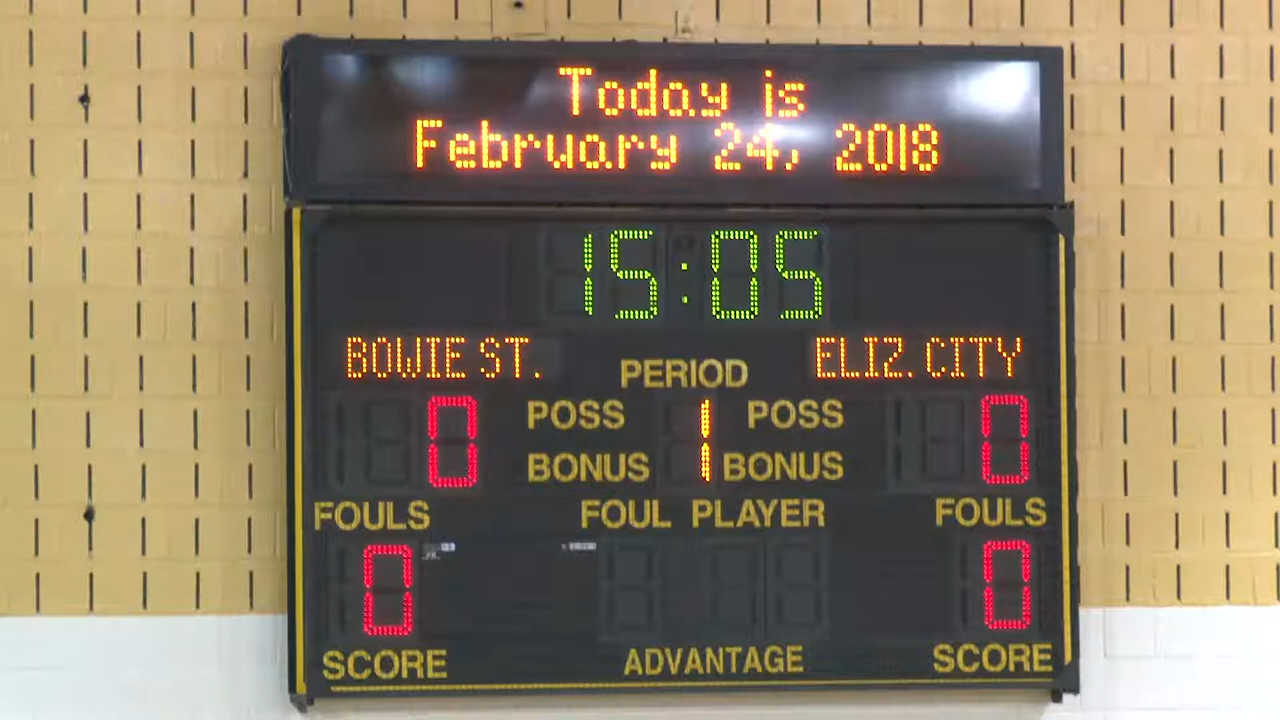 Today is
February 24, 2018
15:05
BOWIE ST. ELIZ. CITY
PERIOD
0 POSS 1 POSS 0
BONUS BONUS
FOULS FOUL PLAYER FOULS
0 0
SCORE ADVANTAGE SCORE